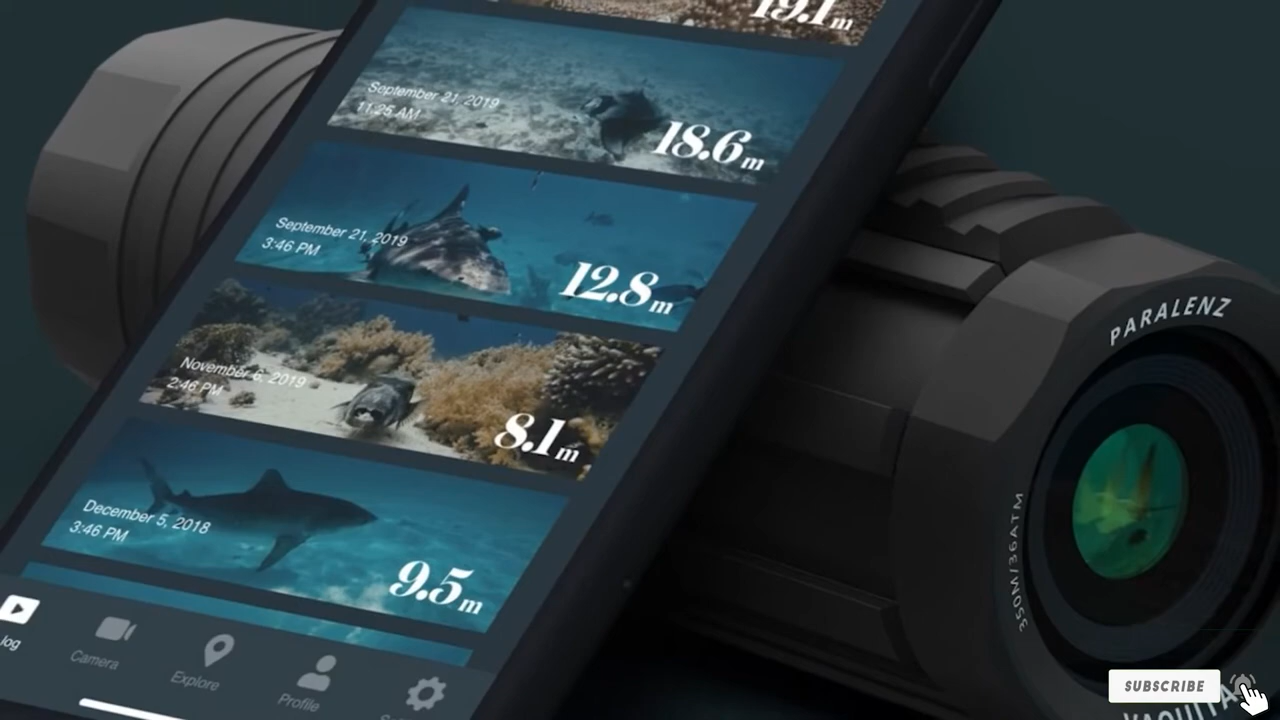 19.1m
September 21, 2019
11:25 AM
18.6m
September 21, 2019
3:46 PM
12.8m
November 6, 2019
2:46 PM
8.1m
December 5, 2018
3:46 PM
9.5m
log
Camera
Explore
Profile
PARALENZ
350M/36ATM
VAQUITA
SUBSCRIBE